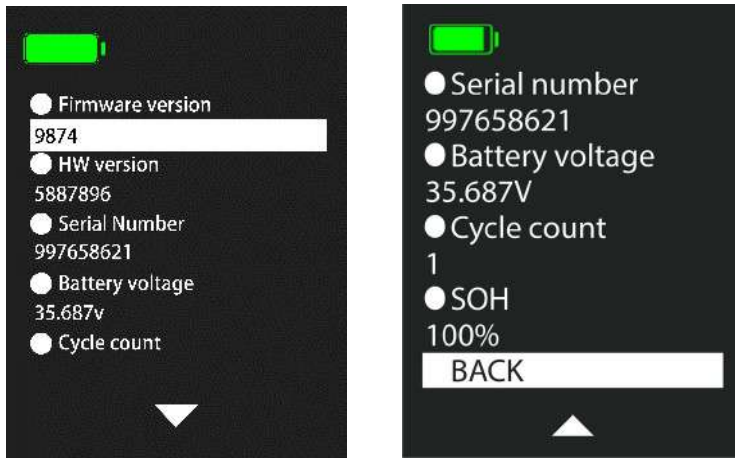 Firmware version
9874
HW version
5887896
Serial Number
997658621
Battery voltage
35.687v
Cycle count
Serial number
997658621
Battery voltage
35.687V
Cycle count
1
SOH
100%
BACK